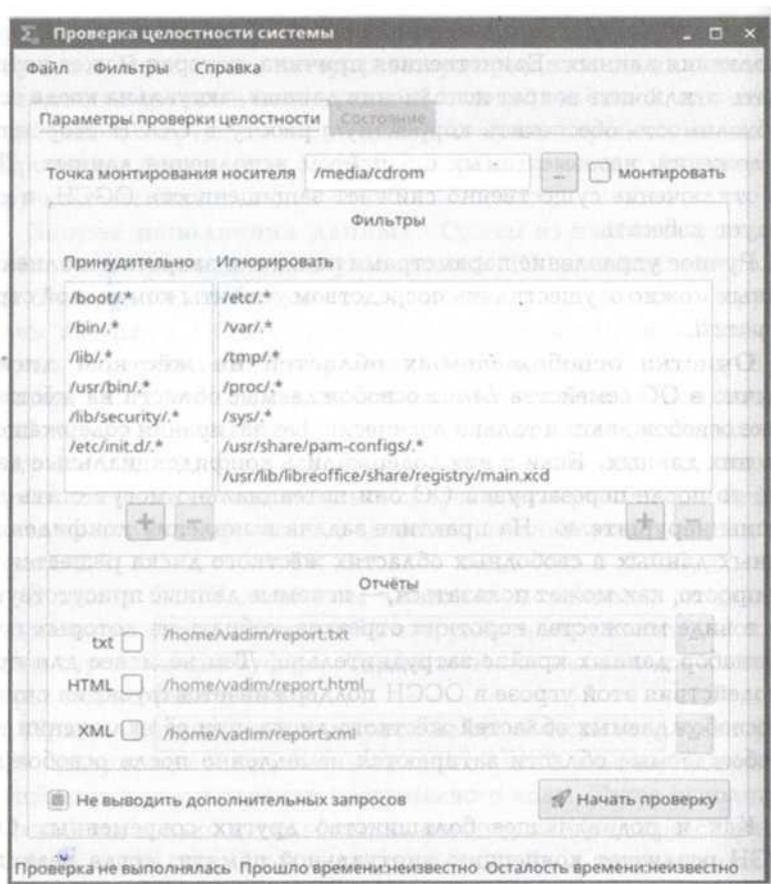 Проверка целостности системы
Файл Фильтры Справка
Параметры проверки целостности Состояние
Точка монтирования носителя /media/cdrom ... монтировать
Фильтры
Принудительно Игнорировать
/boot/.* /etc/.*
/bin/.* /var/.*
/lib/.* /tmp/.*
/usr/bin/.* /proc/.*
/lib/security/.* /sys/.*
/etc/init.d/.* /usr/share/pam-configs/.*
/usr/lib/libreoffice/share/registry/main.xcd
+ − + −
Отчёты
txt /home/vadim/report.txt
HTML /home/vadim/report.html
XML /home/vadim/report.xml
Не выводить дополнительных запросов Начать проверку
Проверка не выполнялась Прошло времени:неизвестно Осталость времени:неизвестно